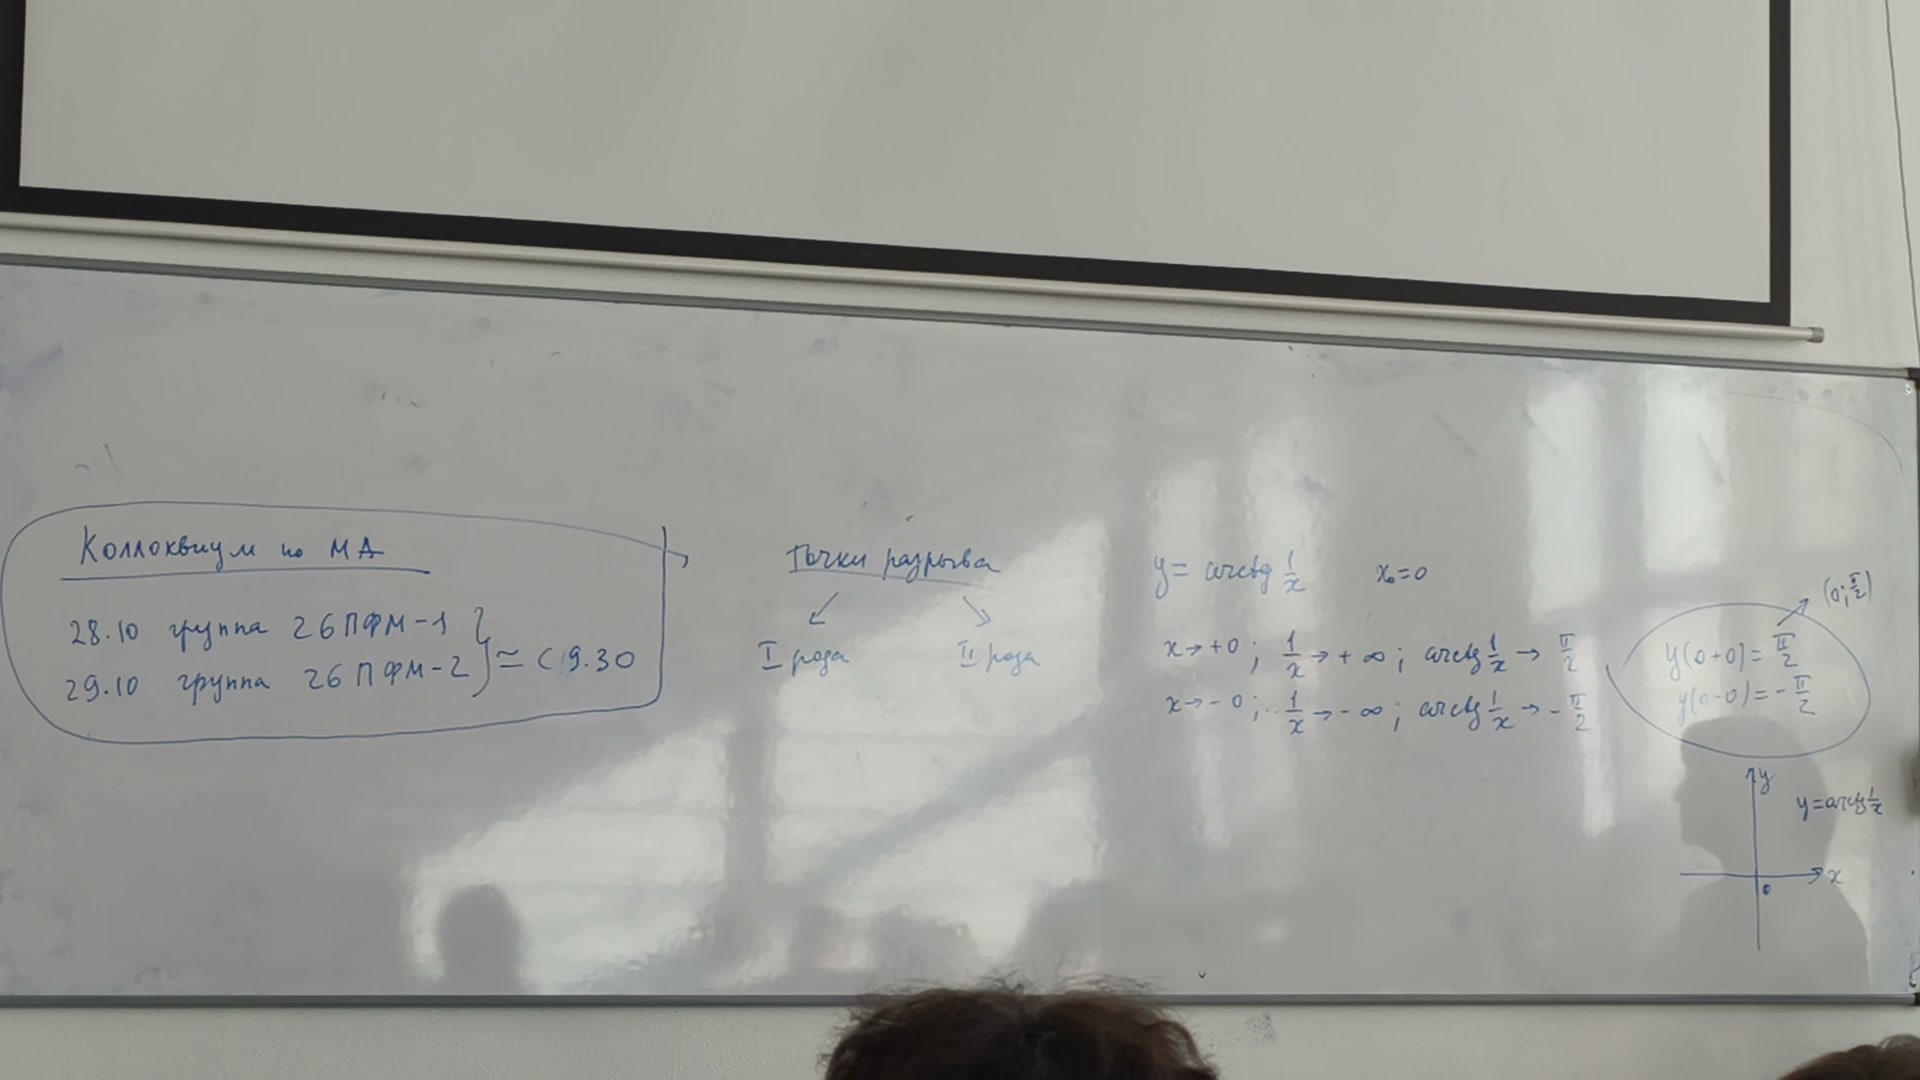 Коллоквиум по МА
28.10 группа 26ПФМ-1
29.10 группа 26ПФМ-2
≃ с 9.30
Точки разрыва
I рода
II рода
y = arctg 1/x x₀=0
x→+0; 1/x→+∞; arctg 1/x → π/2
x→-0; 1/x→-∞; arctg 1/x → -π/2
(0; π/2)
y(0+0)= π/2
y(0-0)= -π/2
y
y=arctg 1/x
x
0